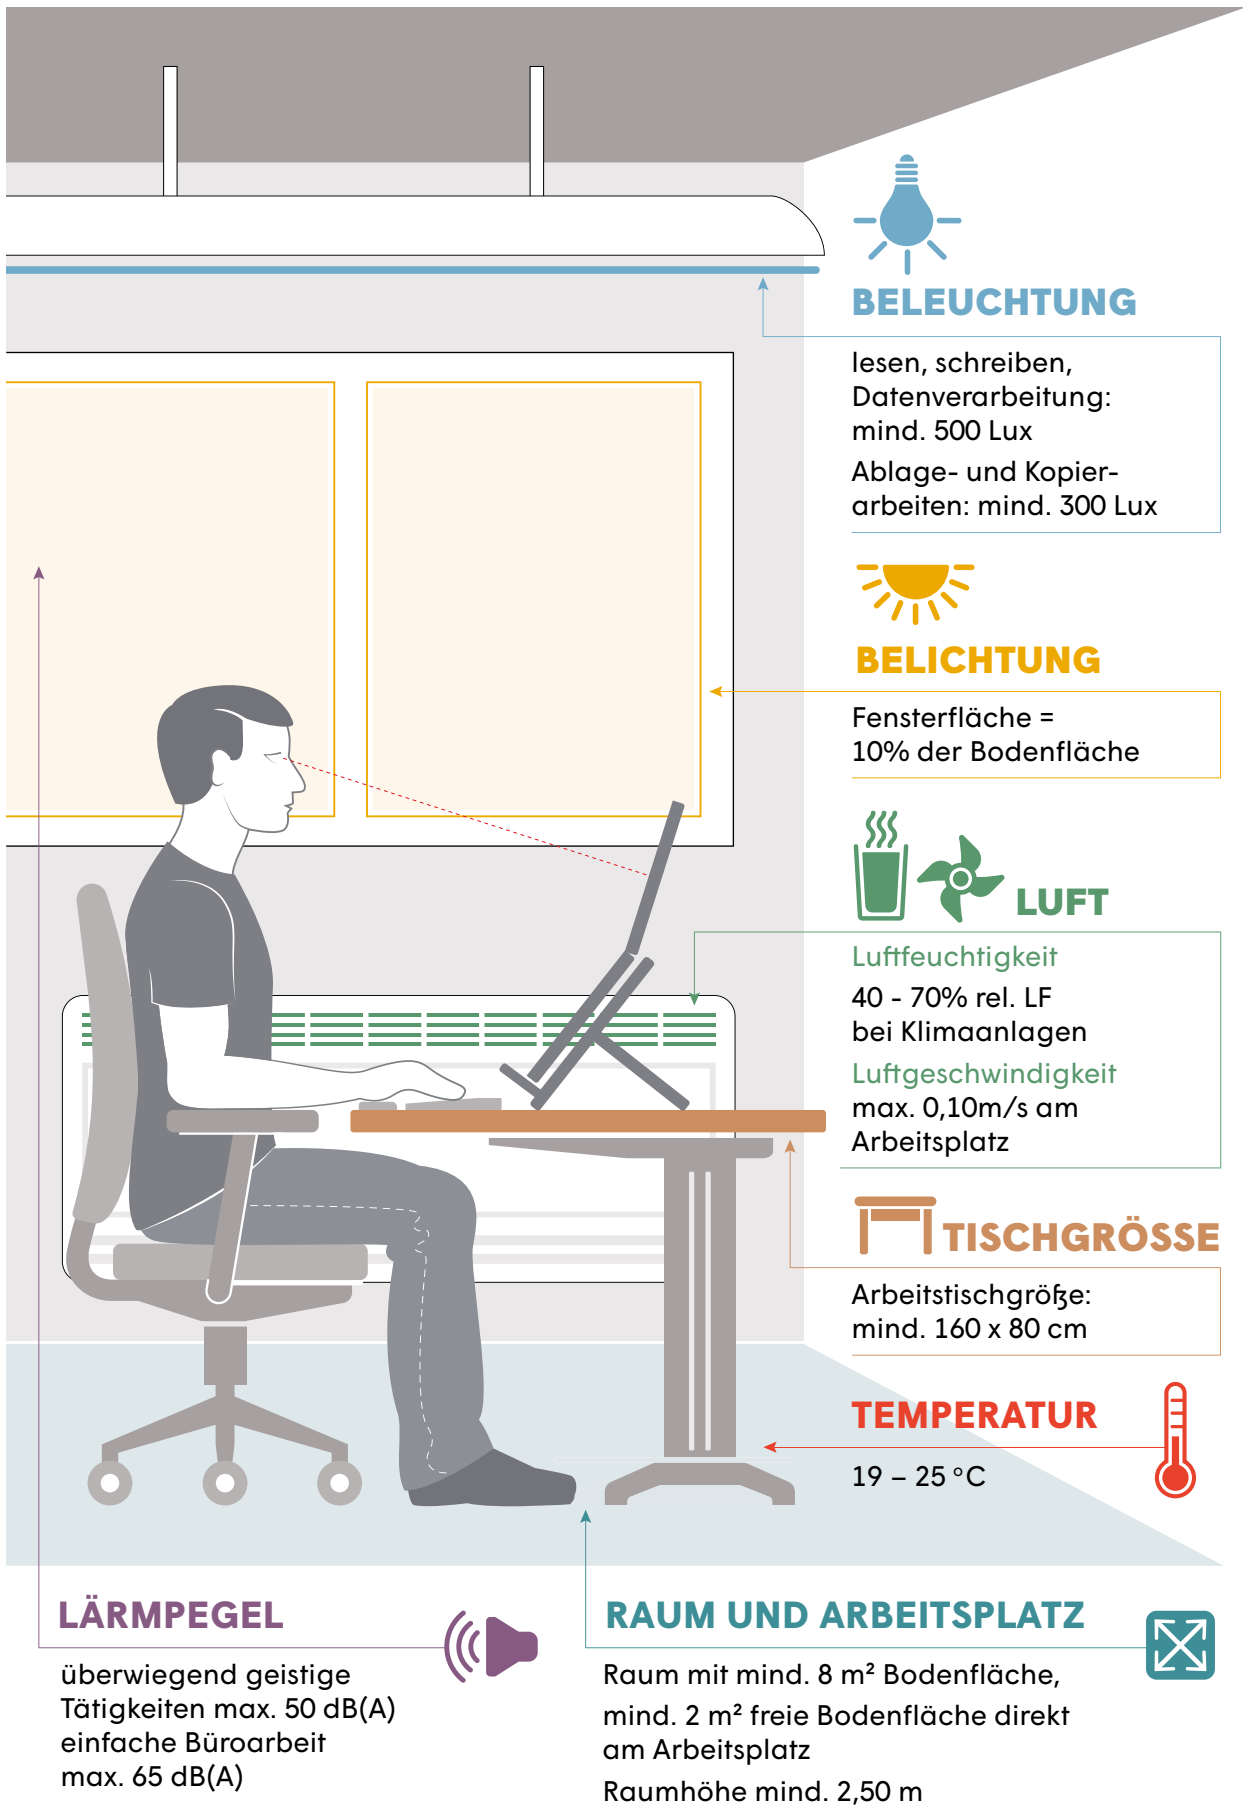 BELEUCHTUNG
lesen, schreiben,
Datenverarbeitung:
mind. 500 Lux
Ablage- und Kopier-
arbeiten: mind. 300 Lux
BELICHTUNG
Fensterfläche =
10% der Bodenfläche
LUFT
Luftfeuchtigkeit
40 - 70% rel. LF
bei Klimaanlagen
Luftgeschwindigkeit
max. 0,10m/s am
Arbeitsplatz
TISCHGRÖSSE
Arbeitstischgröße:
mind. 160 x 80 cm
TEMPERATUR
19 – 25 °C
LÄRMPEGEL
überwiegend geistige
Tätigkeiten max. 50 dB(A)
einfache Büroarbeit
max. 65 dB(A)
RAUM UND ARBEITSPLATZ
Raum mit mind. 8 m² Bodenfläche,
mind. 2 m² freie Bodenfläche direkt
am Arbeitsplatz
Raumhöhe mind. 2,50 m